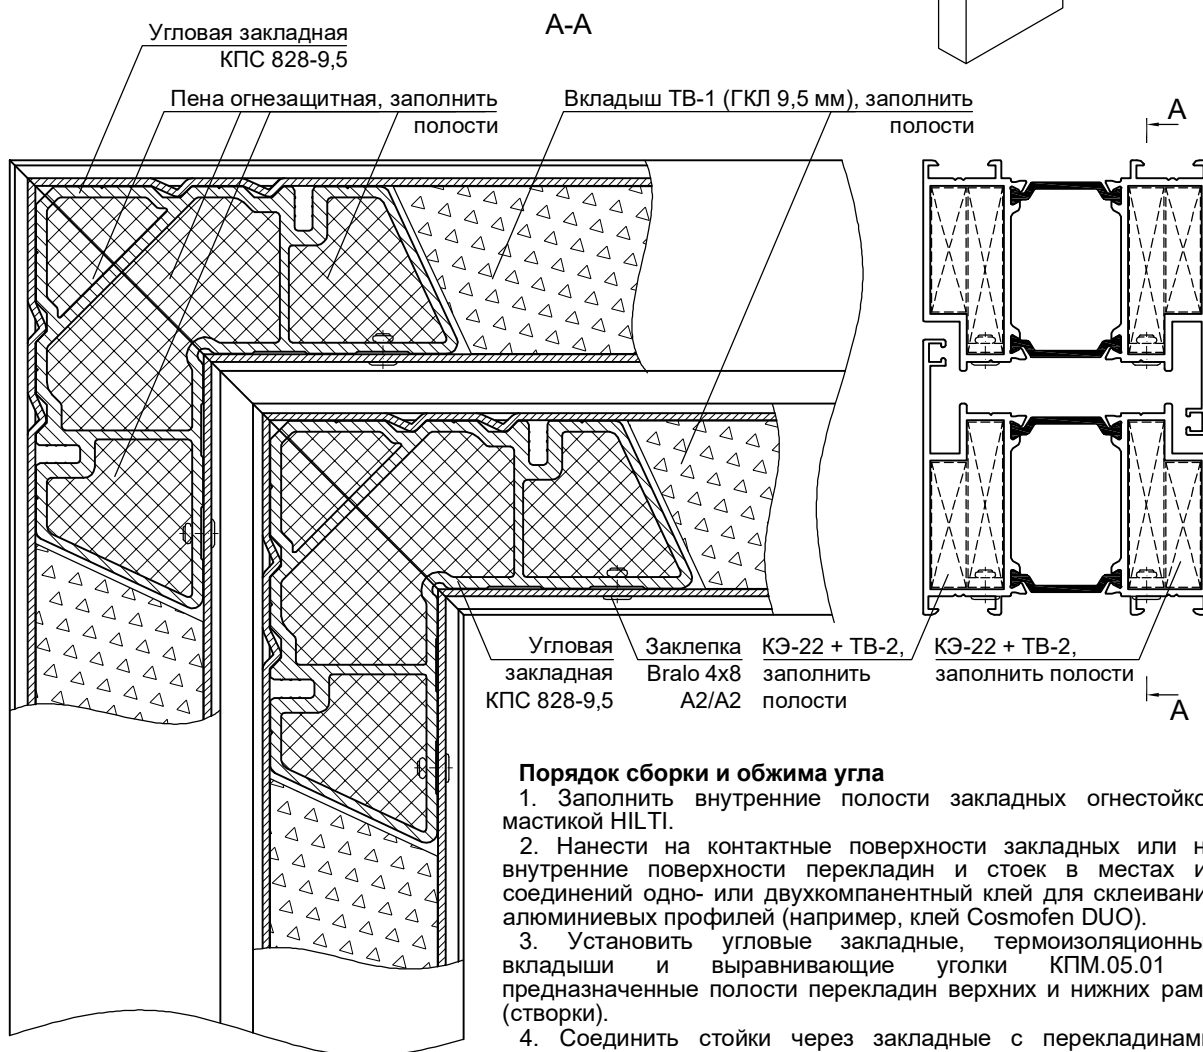 А-А
Угловая закладная
КПС 828-9,5
Пена огнезащитная, заполнить
полости
Вкладыш ТВ-1 (ГКЛ 9,5 мм), заполнить
полости
А
Угловая
закладная
КПС 828-9,5
Заклепка
Bralo 4х8
А2/А2
КЭ-22 + ТВ-2,
заполнить
полости
КЭ-22 + ТВ-2,
заполнить полости
А
Порядок сборки и обжима угла
1. Заполнить внутренние полости закладных огнестойко
мастикой HILTI.
2. Нанести на контактные поверхности закладных или н
внутренние поверхности перекладин и стоек в местах и
соединений одно- или двухкомпанентный клей для склеивани
алюминиевых профилей (например, клей Cosmofen DUO).
3. Установить угловые закладные, термоизоляционны
вкладыши и выравнивающие уголки КПМ.05.01
предназначенные полости перекладин верхних и нижних рам
(створки).
4. Соединить стойки через закладные с перекладинам